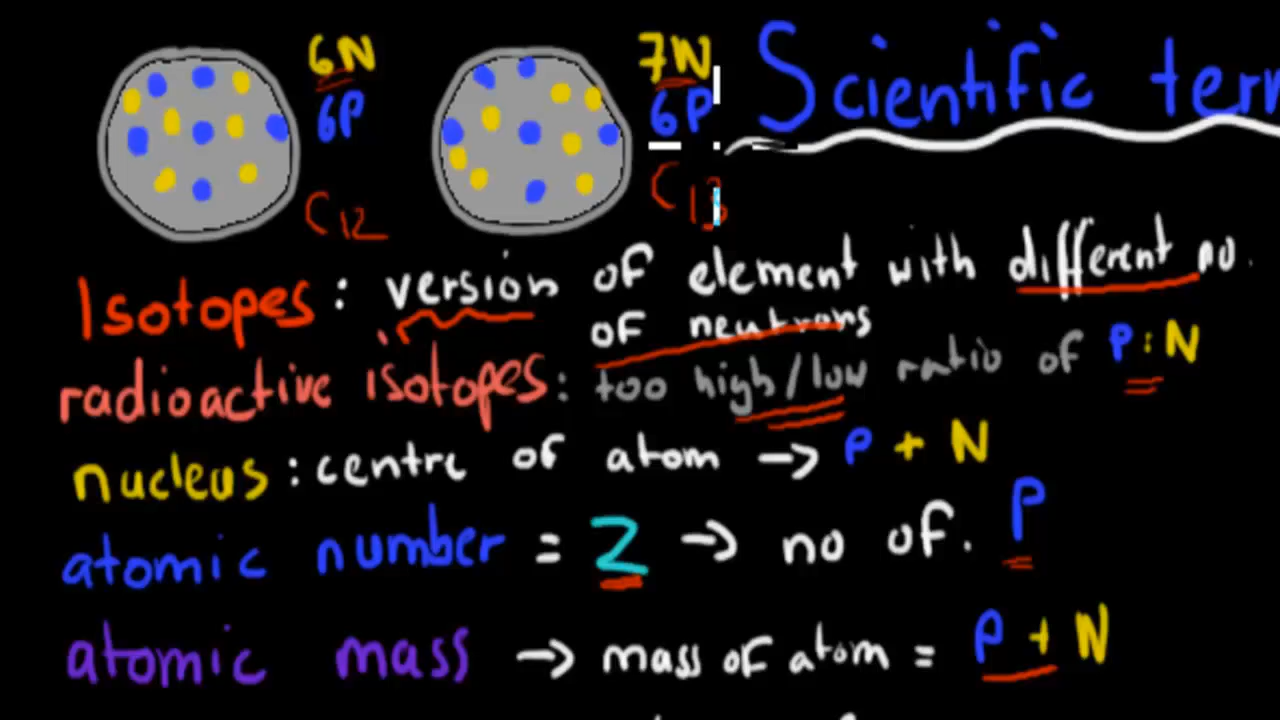 6N
6P
C12
7N
6P
C13
Scientific
Isotopes: version of element with different no.
of neutrons
radioactive isotopes: too high/low ratio of P:N
nucleus: centre of atom → P + N
atomic number = Z → no of. P
atomic mass → mass of atom = P + N